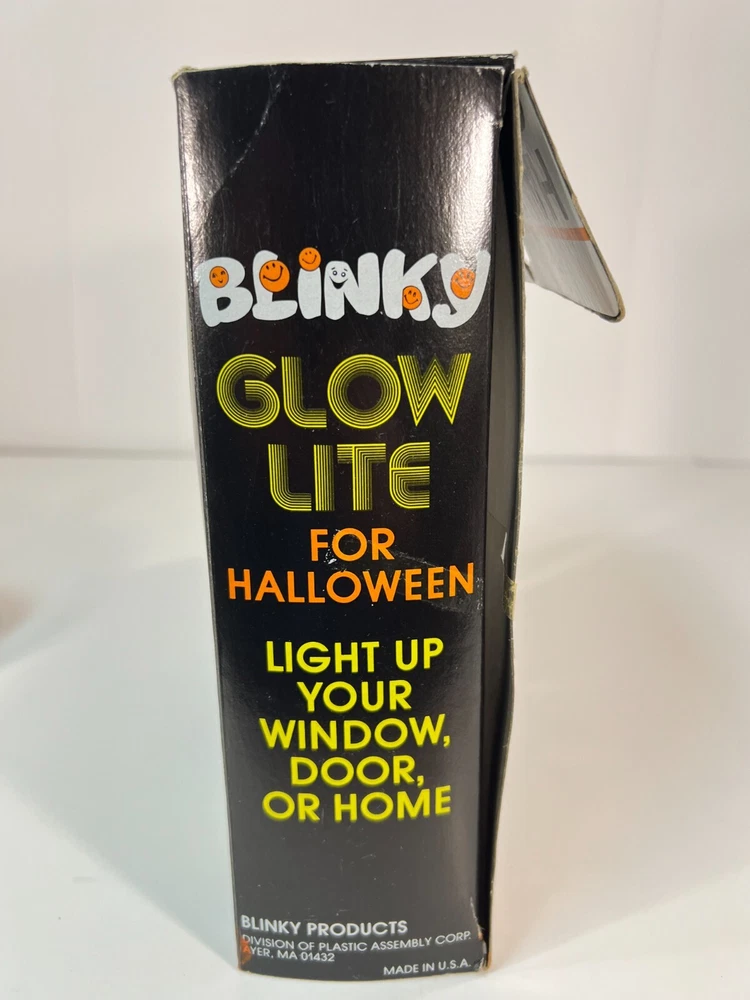 BLINKY
GLOW
LITE
FOR
HALLOWEEN
LIGHT UP
YOUR
WINDOW,
DOOR,
OR HOME
BLINKY PRODUCTS
DIVISION OF PLASTIC ASSEMBLY CORP.
AYER, MA 01432
MADE IN U.S.A.